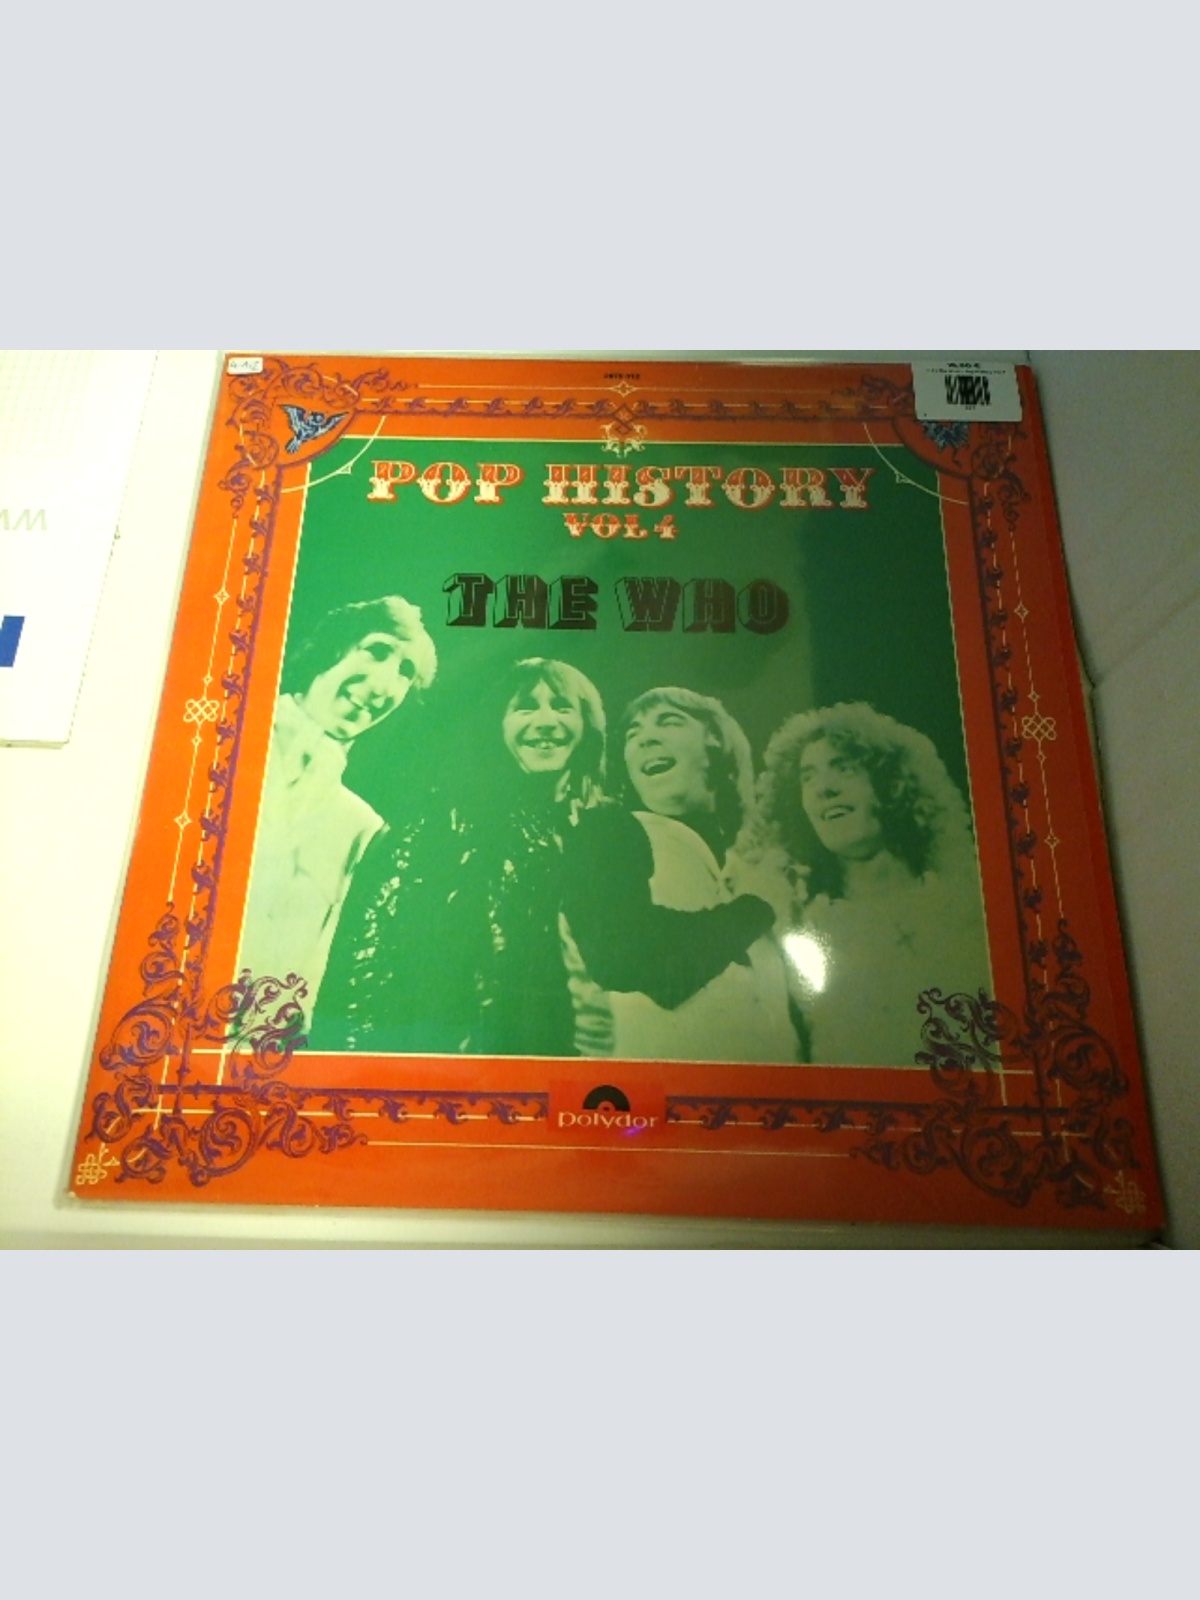 POP HISTORY
VOL 4
THE WHO
polydor